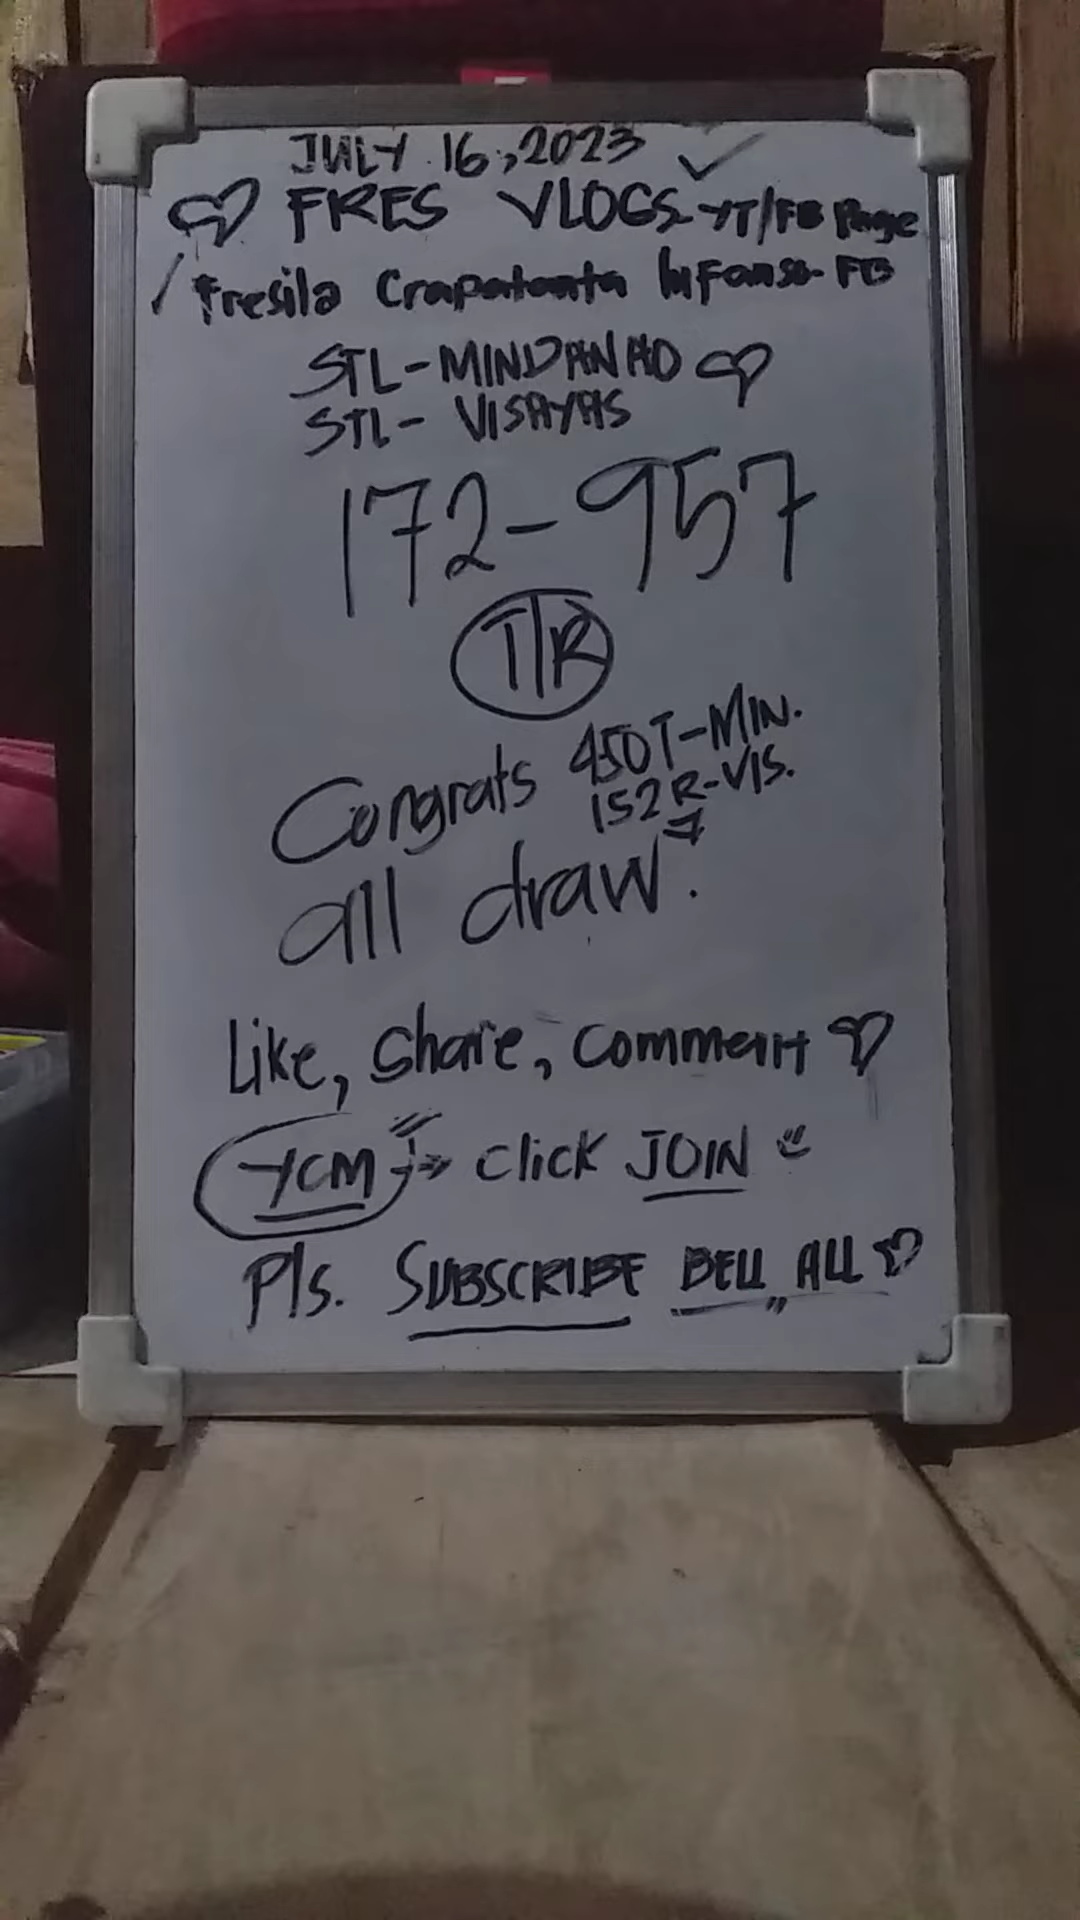 JULY 16, 2023
FRES VLOGS YT/FB Page
Fresila Crapatanta Infanso- FB
STL-MINDANAO
STL- VISAYAS
172-957
T/R
Congrats 450T-MIN.
152R-VIS.
all draw.
Like, Share, Comment
YCM click JOIN
Pls. SUBSCRIBE BELL "ALL